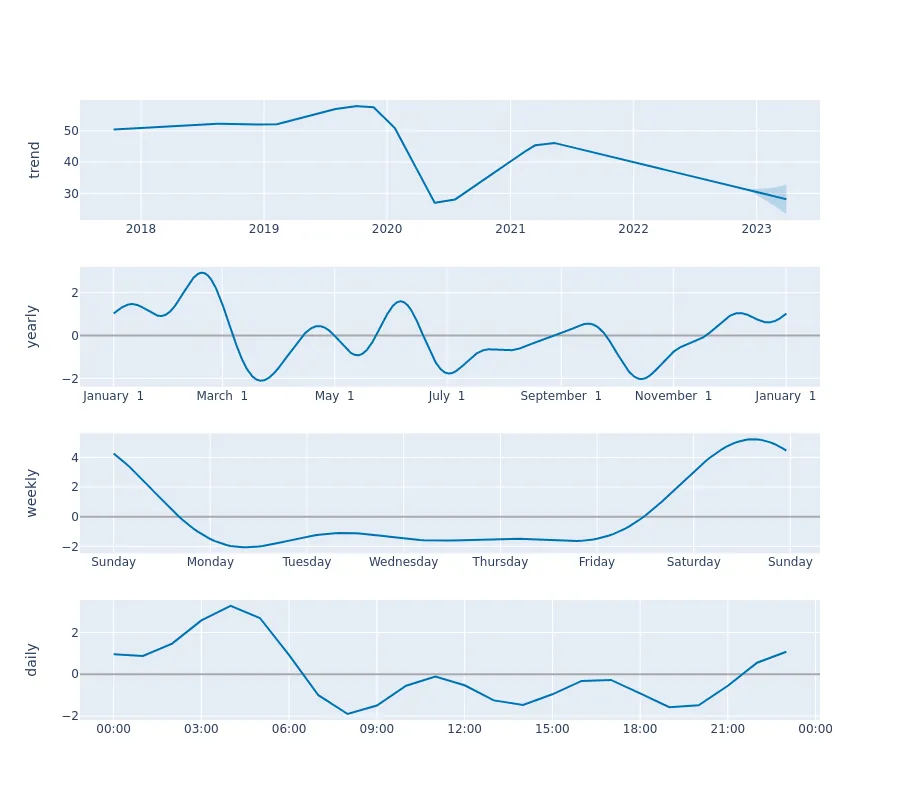 trend
50
40
30
2018 2019 2020 2021 2022 2023
yearly
2
0
−2
January 1 March 1 May 1 July 1 September 1 November 1 January 1
weekly
4
2
0
−2
Sunday Monday Tuesday Wednesday Thursday Friday Saturday Sunday
daily
2
0
−2
00:00 03:00 06:00 09:00 12:00 15:00 18:00 21:00 00:00